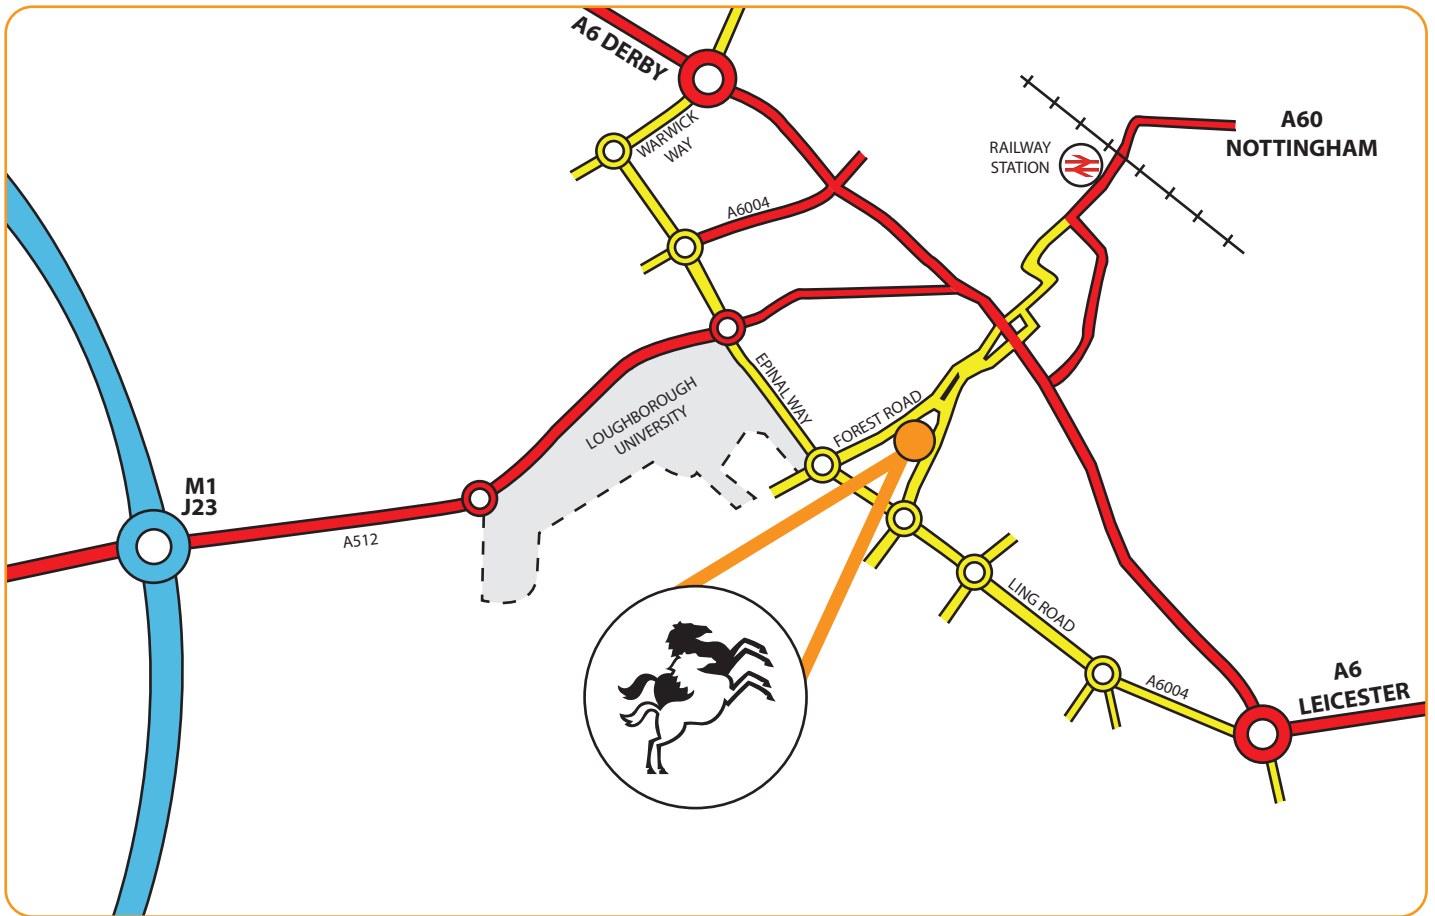 A6 DERBY
WARWICK
WAY
A60
NOTTINGHAM
RAILWAY
STATION
A6004
EPINAL WAY
LOUGHBOROUGH
UNIVERSITY
FOREST ROAD
M1
J23
A512
LING ROAD
A6004
A6
LEICESTER